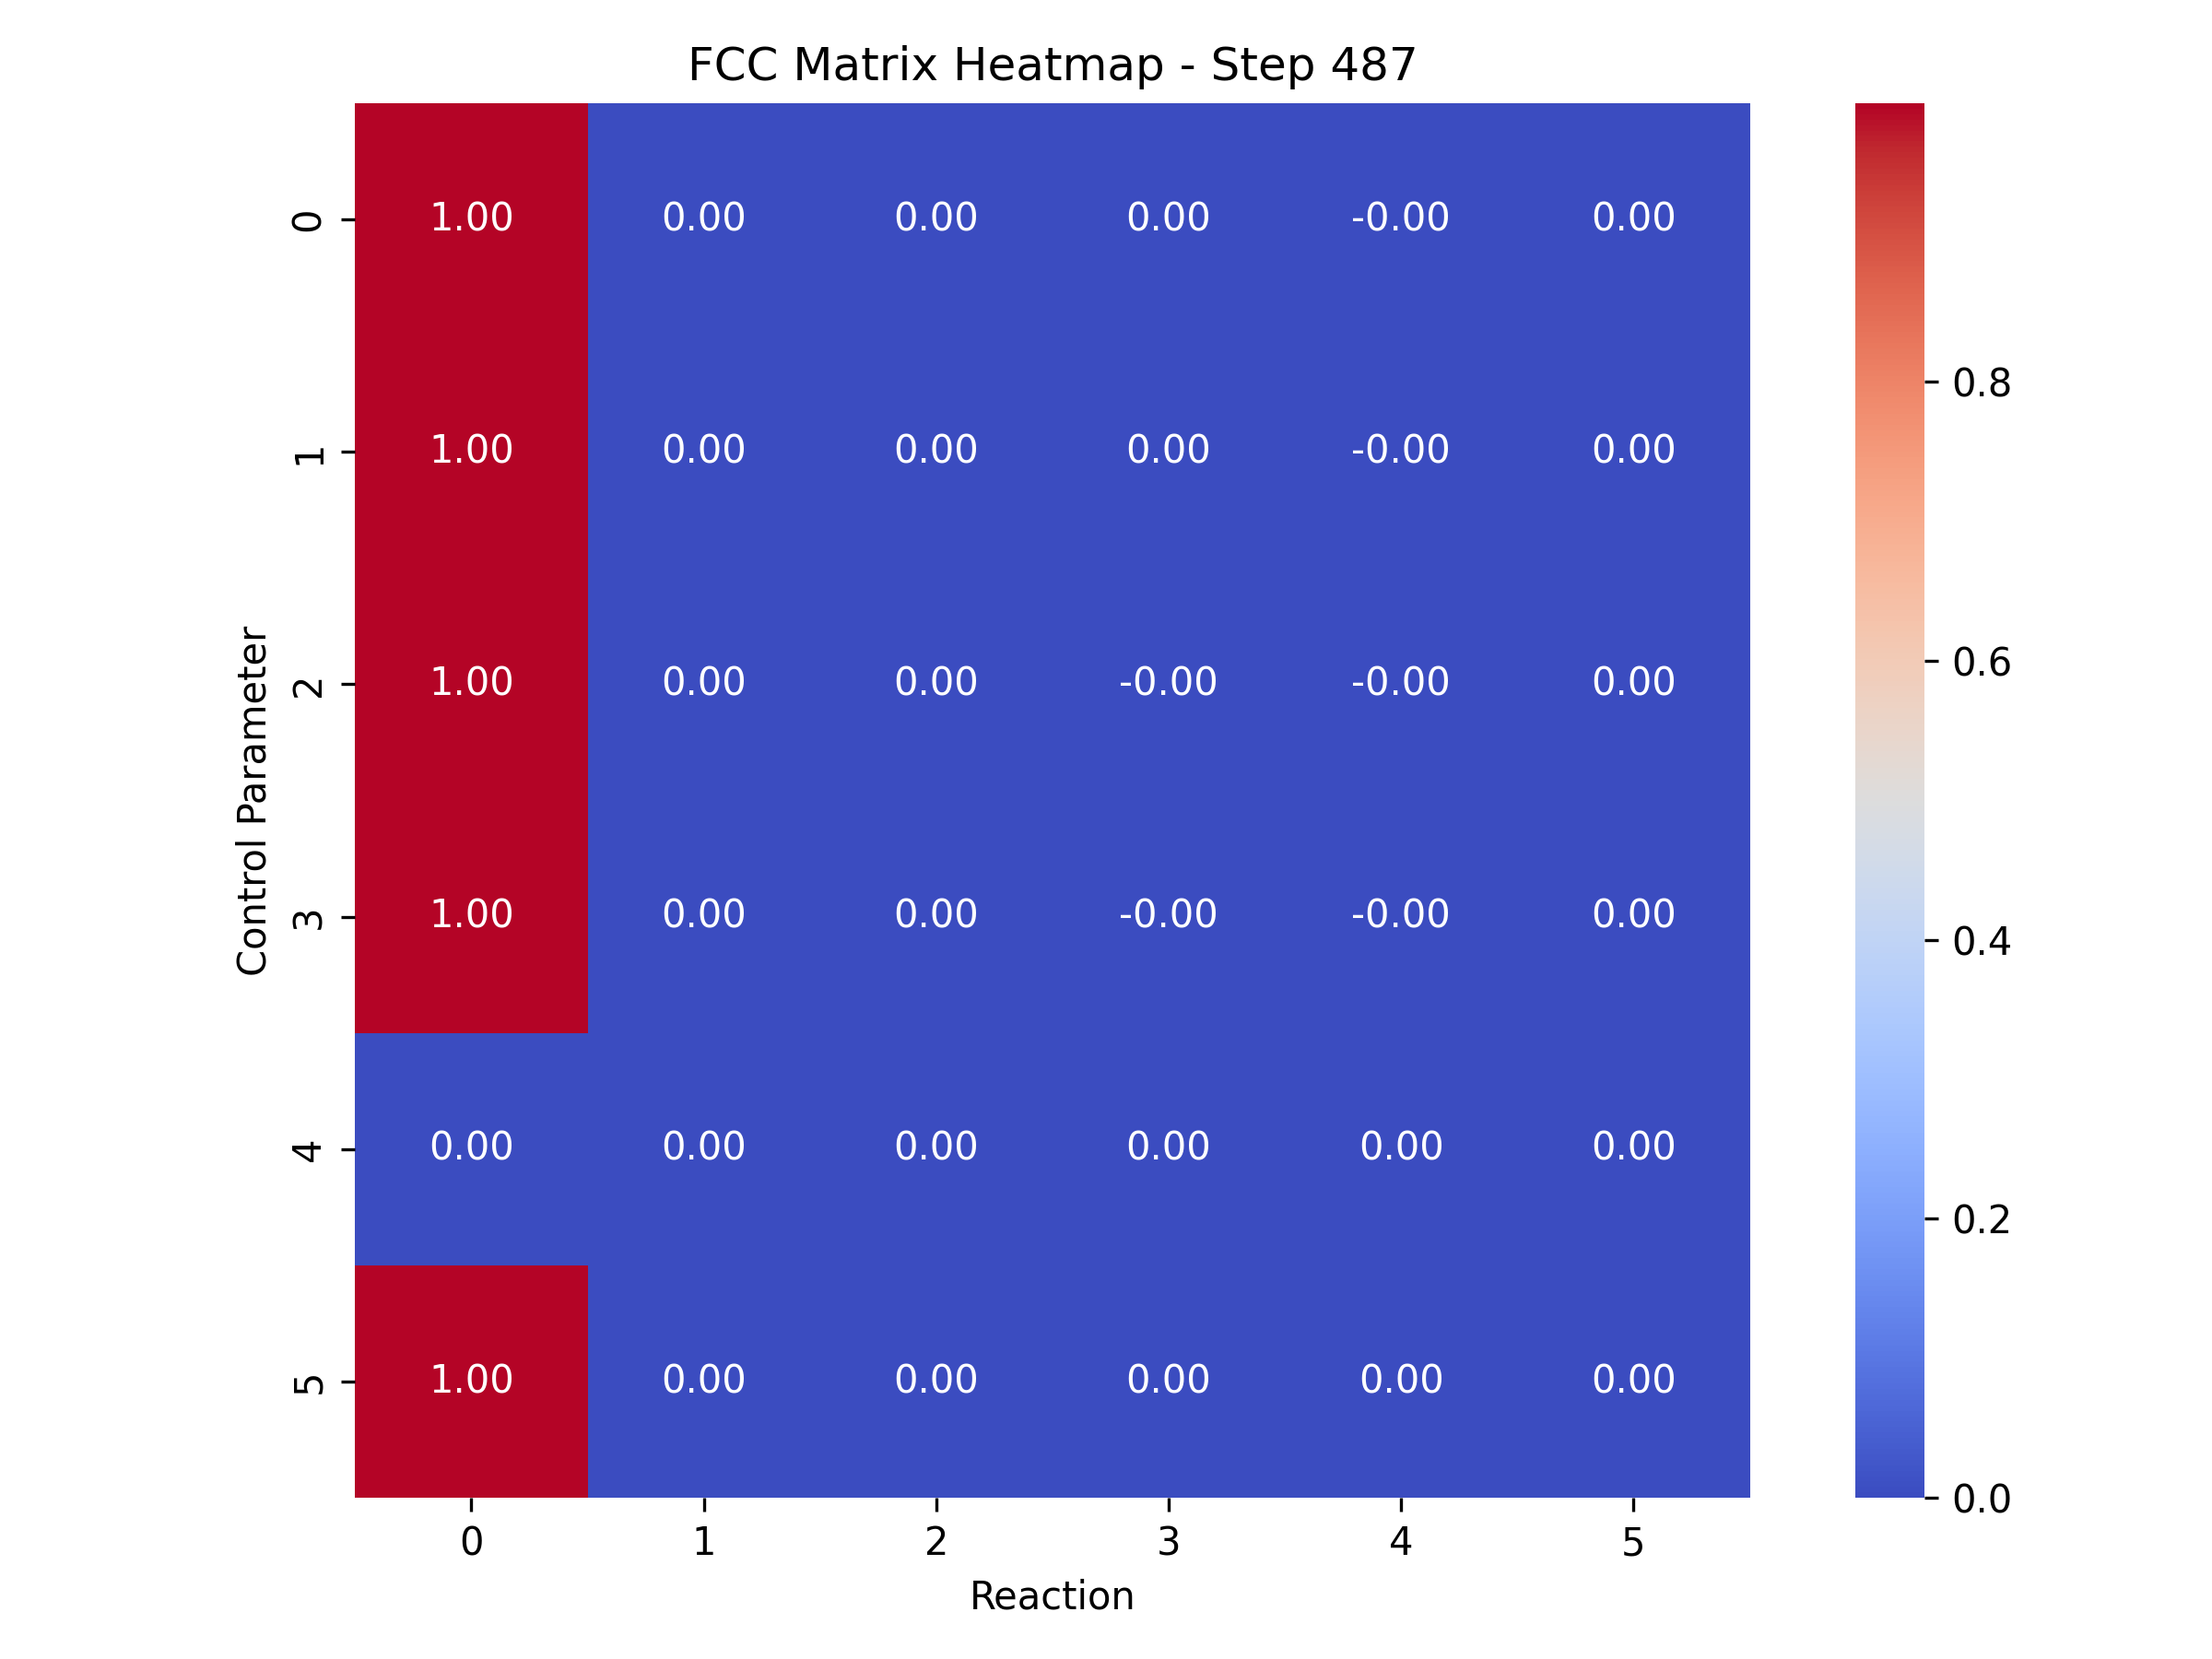 FCC Matrix Heatmap - Step 487
0 1.00 0.00 0.00 0.00 -0.00 0.00
1 1.00 0.00 0.00 0.00 -0.00 0.00
2 1.00 0.00 0.00 -0.00 -0.00 0.00
3 1.00 0.00 0.00 -0.00 -0.00 0.00
4 0.00 0.00 0.00 0.00 0.00 0.00
5 1.00 0.00 0.00 0.00 0.00 0.00
0 1 2 3 4 5
Reaction
Control Parameter
0.8
0.6
0.4
0.2
0.0